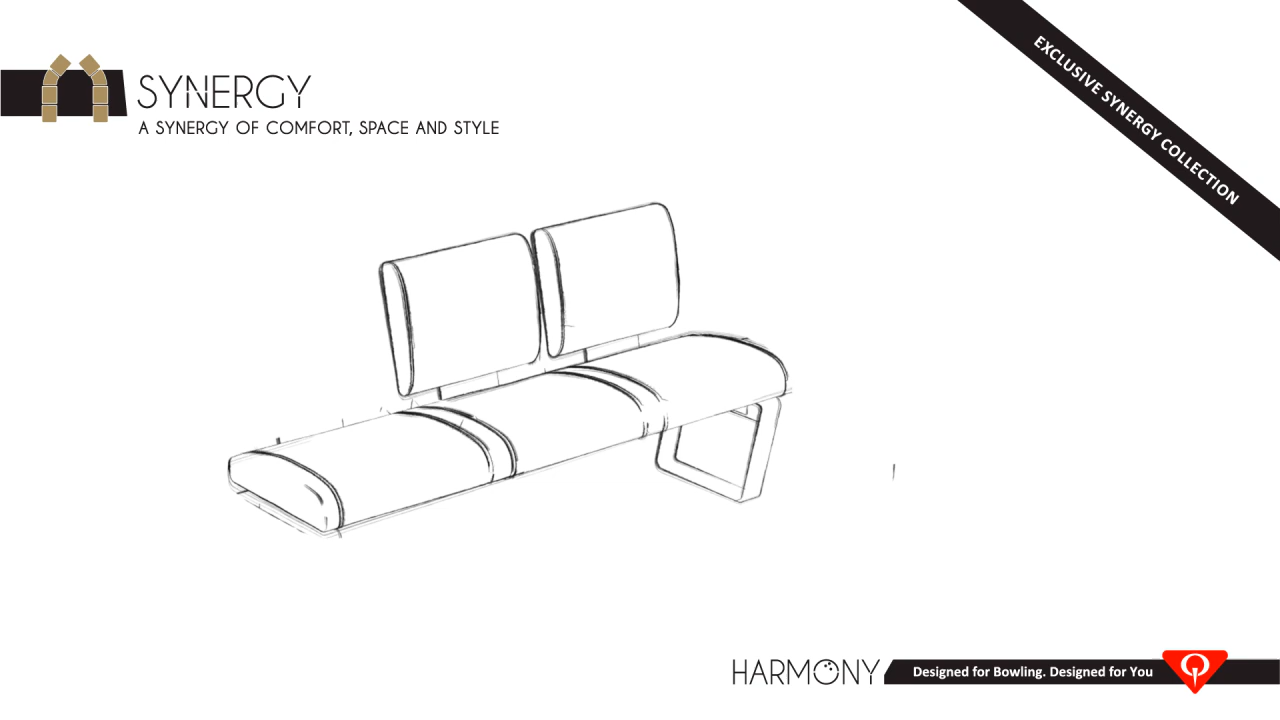 SYNERGY
A SYNERGY OF COMFORT, SPACE AND STYLE
EXCLUSIVE SYNERGY COLLECTION
HARMONY
Designed for Bowling. Designed for You